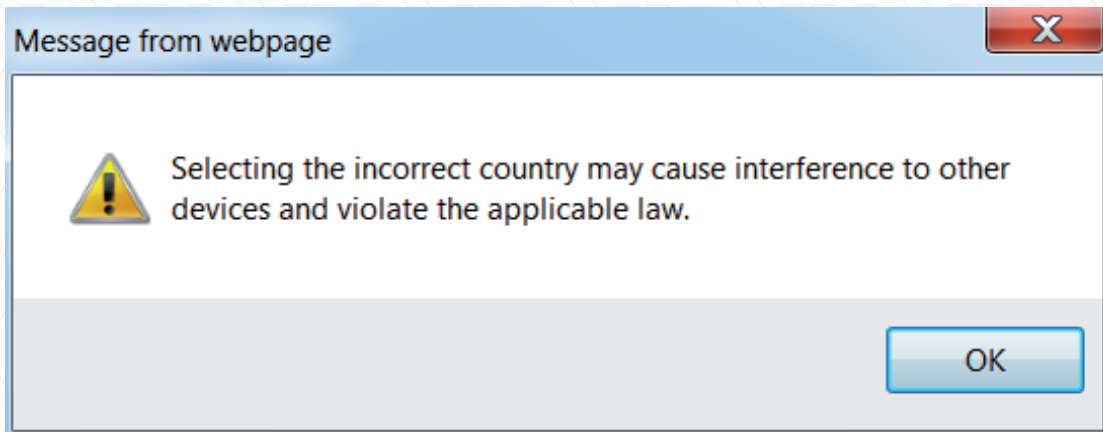 Message from webpage
X
Selecting the incorrect country may cause interference to other
devices and violate the applicable law.
OK